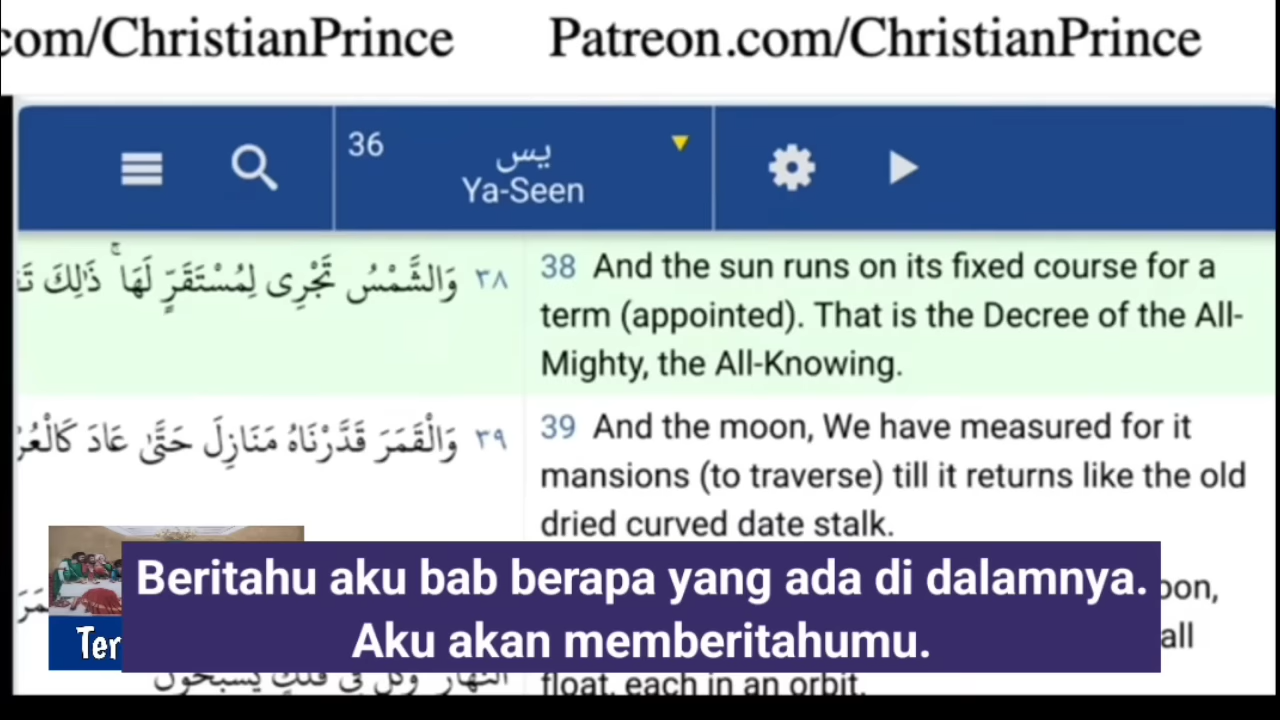 com/ChristianPrince Patreon.com/ChristianPrince
36
يس
Ya-Seen
٣٨ وَالشَّمْسُ تَجْرِى لِمُسْتَقَرٍّ لَهَا ۚ ذَٰلِكَ
38 And the sun runs on its fixed course for a
term (appointed). That is the Decree of the All-
Mighty, the All-Knowing.
٣٩ وَالْقَمَرَ قَدَّرْنَاهُ مَنَازِلَ حَتَّىٰ عَادَ
39 And the moon, We have measured for it
mansions (to traverse) till it returns like the old
dried curved date stalk.
Beritahu aku bab berapa yang ada di dalamnya.
Aku akan memberitahumu.
Ter
all
float, each in an orbit.